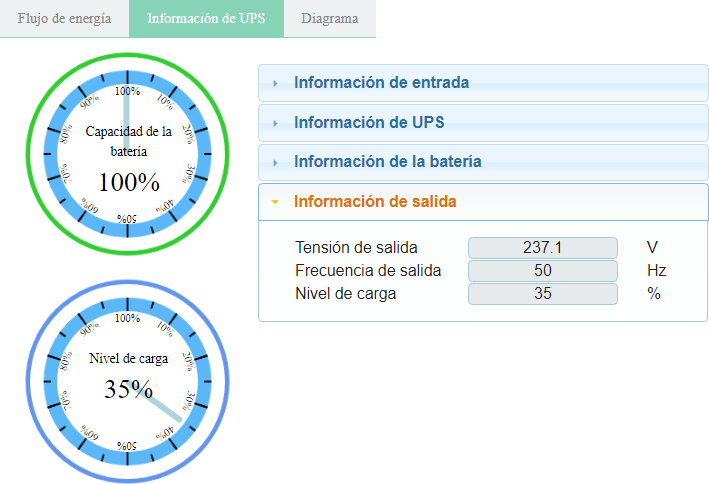 Flujo de energía
Información de UPS
Diagrama
100%
10%
20%
30%
40%
50%
60%
70%
80%
90%
Capacidad de la
batería
100%
100%
10%
20%
30%
40%
50%
60%
70%
80%
90%
Nivel de carga
35%
Información de entrada
Información de UPS
Información de la batería
Información de salida
Tensión de salida 237.1 V
Frecuencia de salida 50 Hz
Nivel de carga 35 %